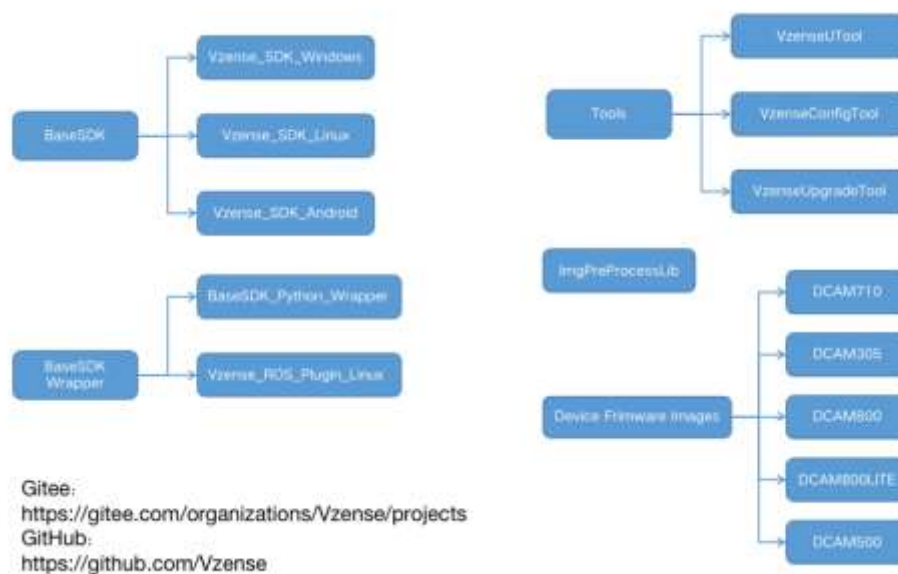 BaseSDK
Vzense_SDK_Windows
Vzense_SDK_Linux
Vzense_SDK_Android
BaseSDK
Wrapper
BaseSDK_Python_Wrapper
Vzense_ROS_Plugin_Linux
Tools
VzenseUTool
VzenseConfigTool
VzenseUpgradeTool
ImgPreProcessLib
Device Frimware Images
DCAM710
DCAM305
DCAM800
DCAM800LITE
DCAM500
Gitee:
https://gitee.com/organizations/Vzense/projects
GitHub:
https://github.com/Vzense